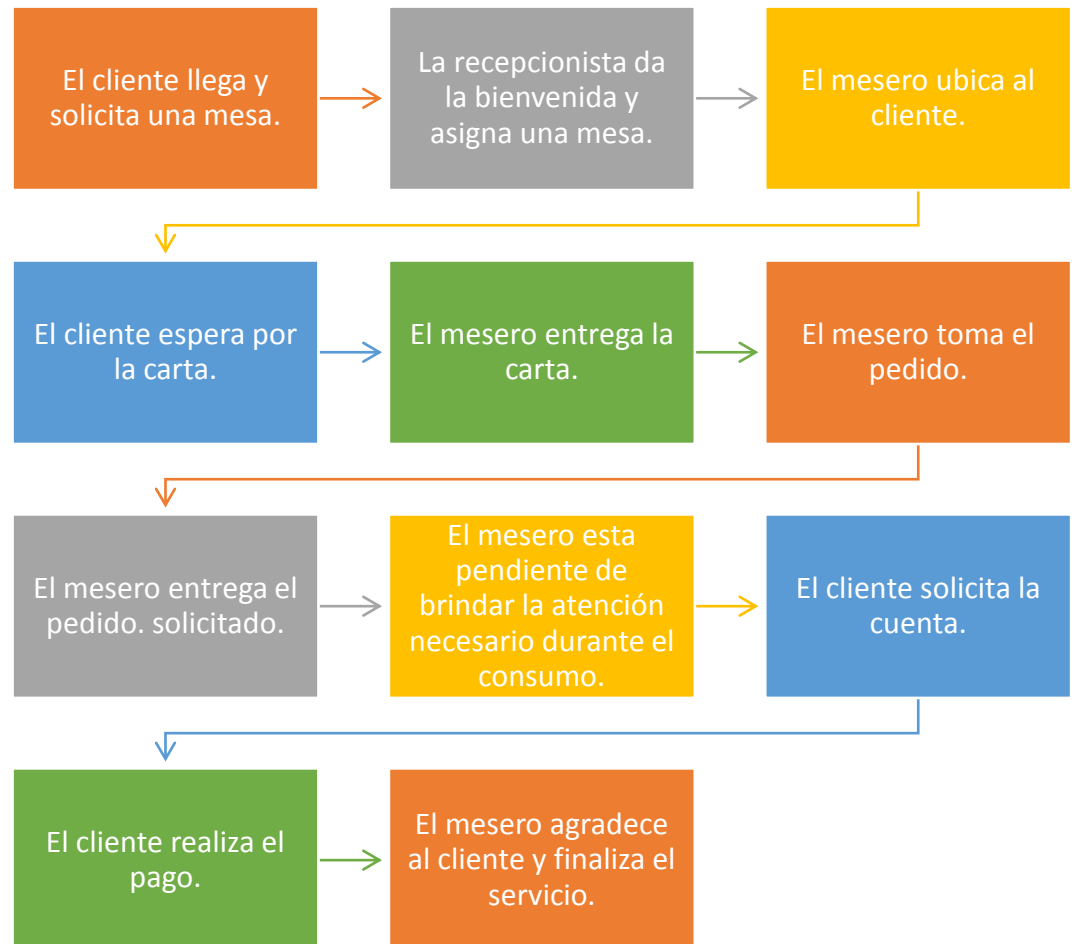 El cliente llega y
solicita una mesa.
La recepcionista da
la bienvenida y
asigna una mesa.
El mesero ubica al
cliente.
El cliente espera por
la carta.
El mesero entrega la
carta.
El mesero toma el
pedido.
El mesero entrega el
pedido. solicitado.
El mesero esta
pendiente de
brindar la atención
necesario durante el
consumo.
El cliente solicita la
cuenta.
El cliente realiza el
pago.
El mesero agradece
al cliente y finaliza el
servicio.